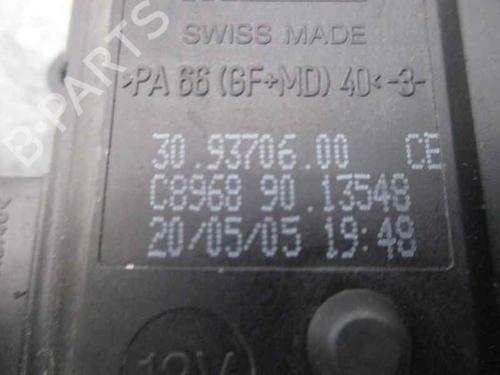 SWISS MADE
>PA 66 (GF+MD) 40<-3-
30.93706.00 CE
C8968 90.13548
20/05/05 19:48
12V
B-PARTS